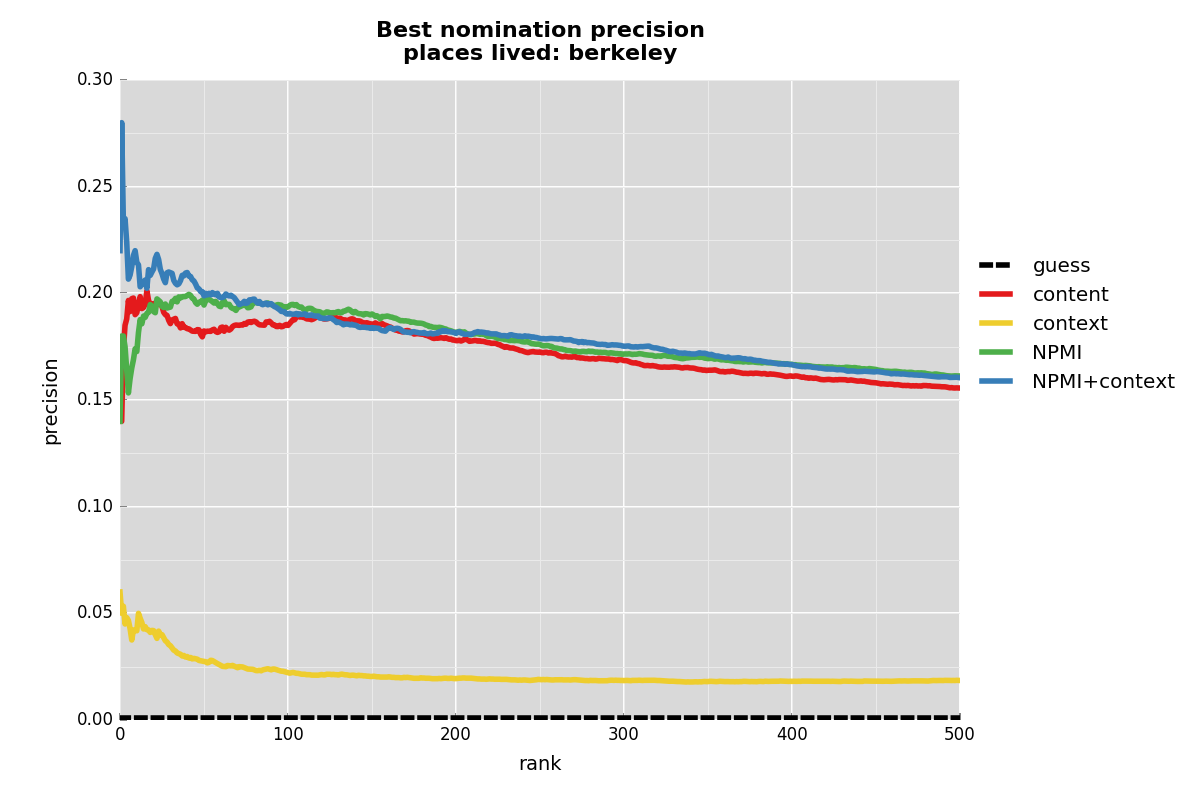 Best nomination precision
places lived: berkeley
0.30
0.25
0.20
0.15
0.10
0.05
0.00
precision
0 100 200 300 400 500
rank
guess
content
context
NPMI
NPMI+context